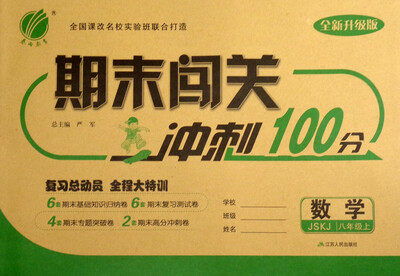 春雨教育
全国课改名校实验班联合打造
全新升级版
期末闯关
冲刺100分
总主编 严 军
复习总动员 全程大特训
6套期末基础知识归纳卷 6套期末复习测试卷
4套期末专题突破卷 2套期末高分冲刺卷
学校
班级
姓名
数学
JSKJ 八年级上
江苏人民出版社